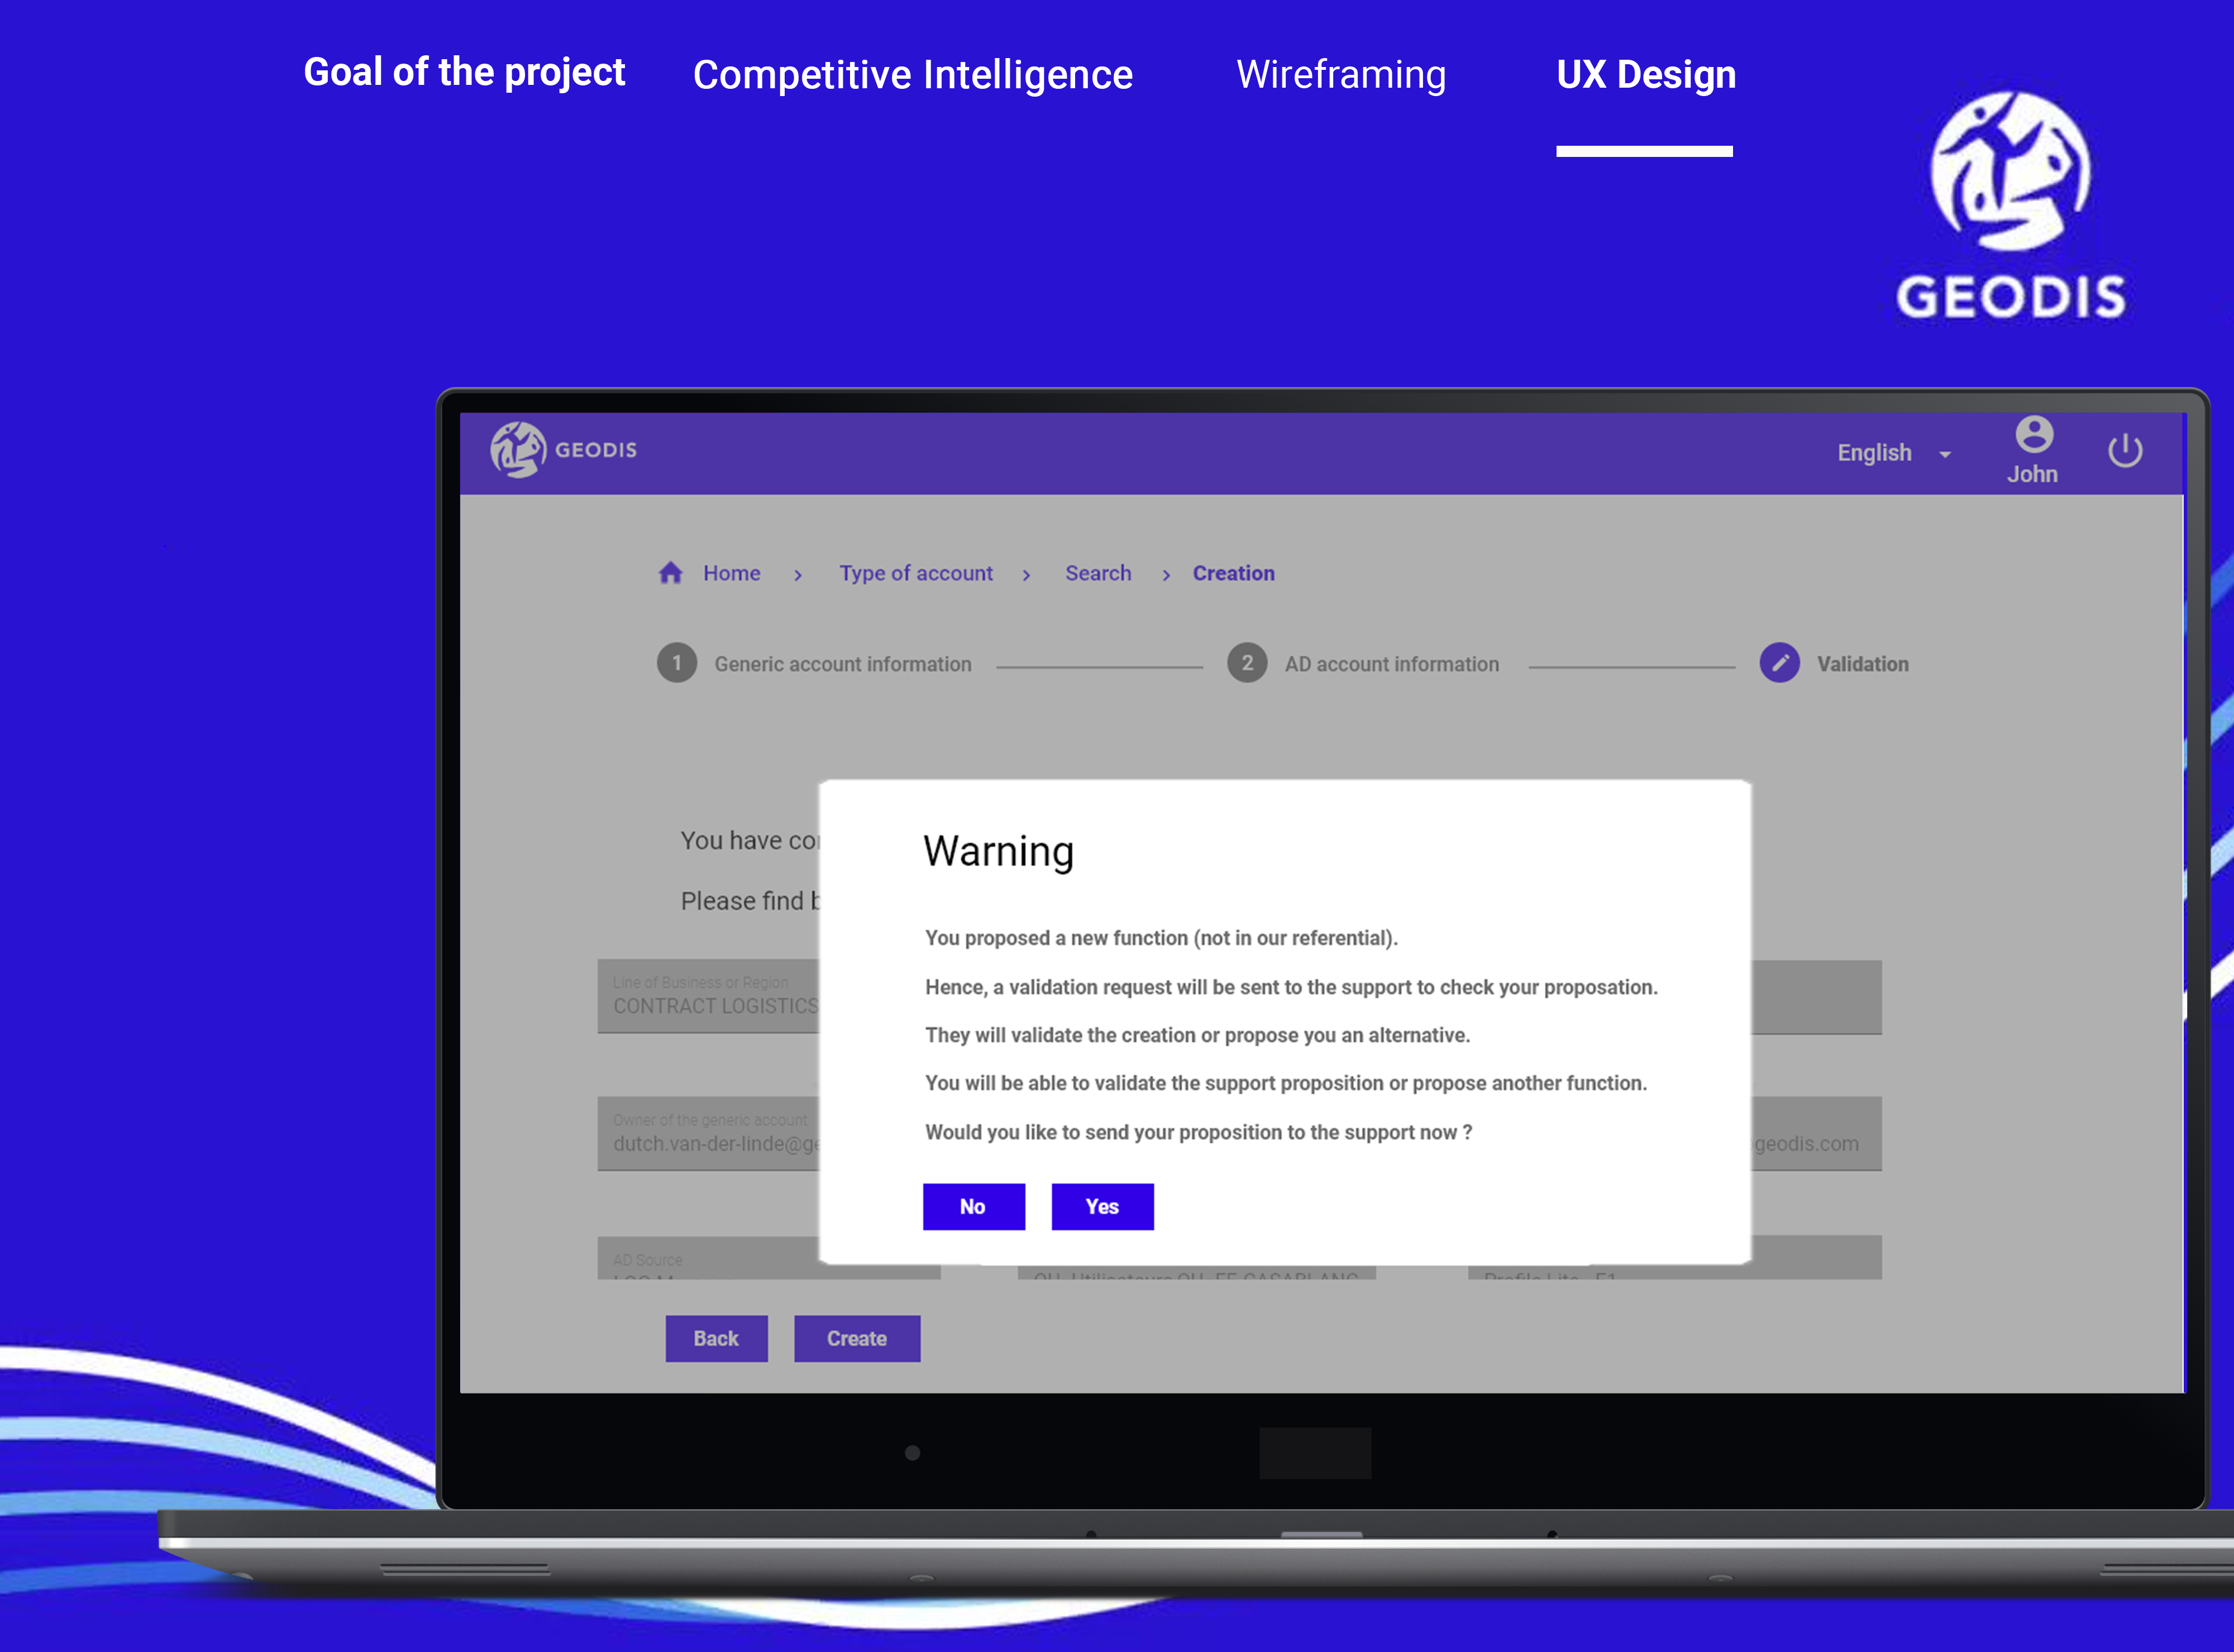 Goal of the project
Competitive Intelligence
Wireframing
UX Design
GEODIS
GEODIS
English
John
Home > Type of account > Search > Creation
1 Generic account information
2 AD account information
Validation
You have
Please find
Warning
You proposed a new function (not in our referential).
Hence, a validation request will be sent to the support to check your proposation.
They will validate the creation or propose you an alternative.
You will be able to validate the support proposition or propose another function.
Would you like to send your proposition to the support now ?
No
Yes
Line of Business or Region
CONTRACT LOGISTICS
Owner of the generic account
dutch.van-der-linde@ge
geodis.com
AD Source
Back
Create